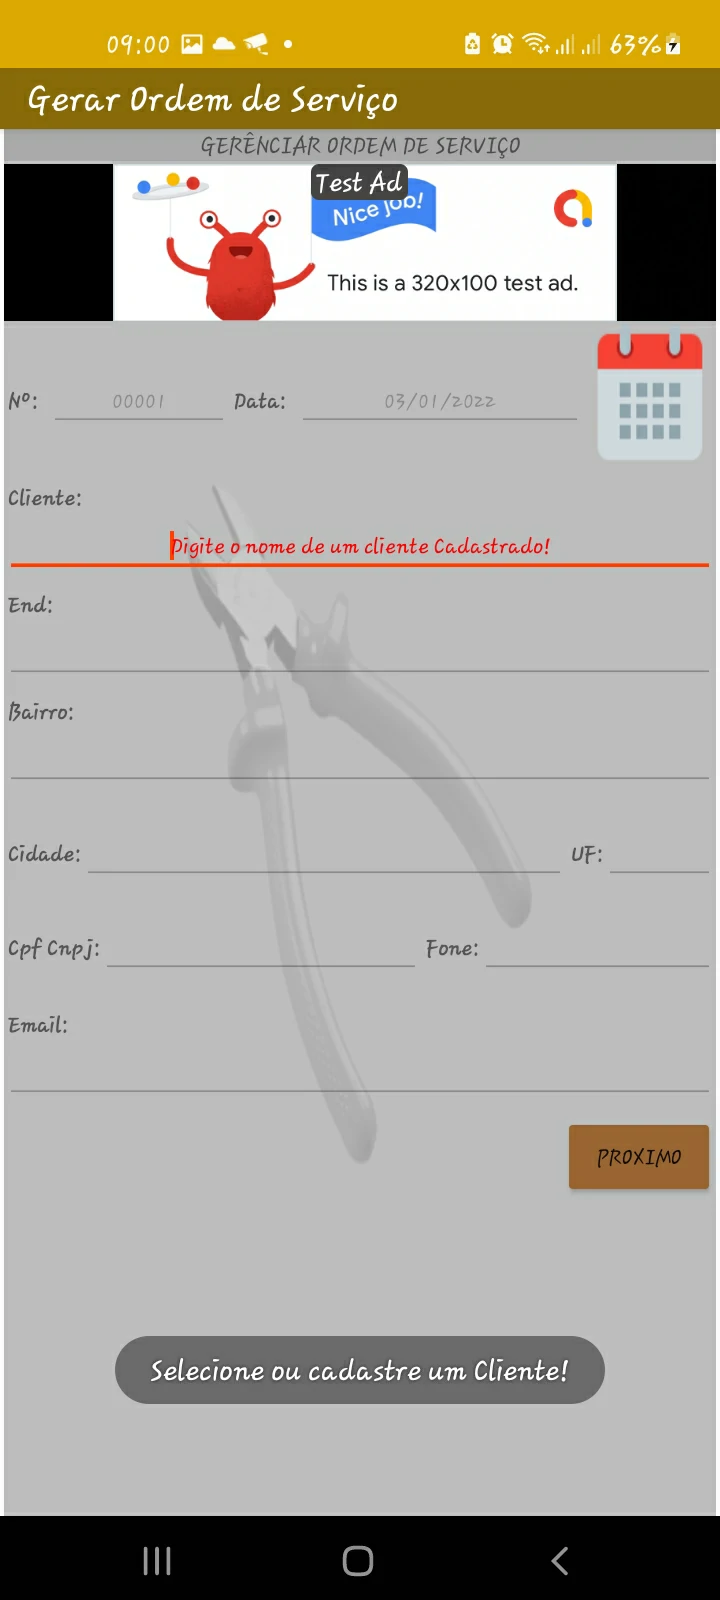 09:00 63%
Gerar Ordem de Serviço
GERÊNCIAR ORDEM DE SERVIÇO
Test Ad
Nice job!
This is a 320x100 test ad.
Nº: 00001 Data: 03/01/2022
Cliente:
Digite o nome de um cliente Cadastrado!
End:
Bairro:
Cidade: UF:
Cpf Cnpj: Fone:
Email:
PROXIMO
Selecione ou cadastre um Cliente!